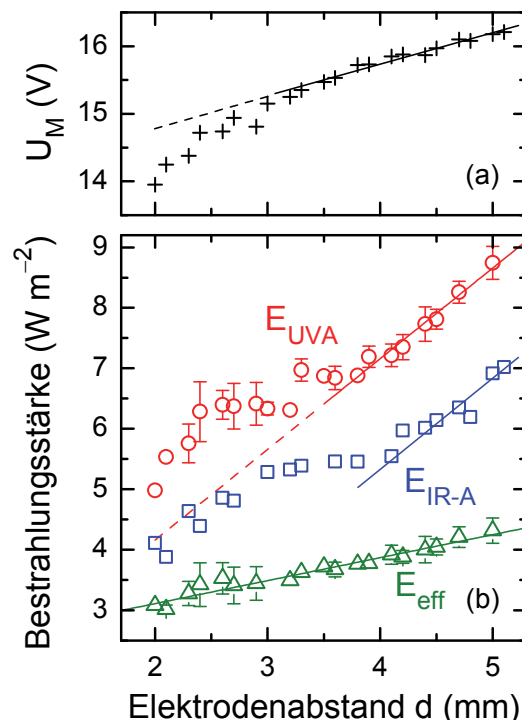 16
15
14
U_M (V)
(a)
9
8
7
6
5
4
3
Bestrahlungsstärke (W m⁻²)
E_UVA
E_IR-A
E_eff
(b)
2 3 4 5
Elektrodenabstand d (mm)